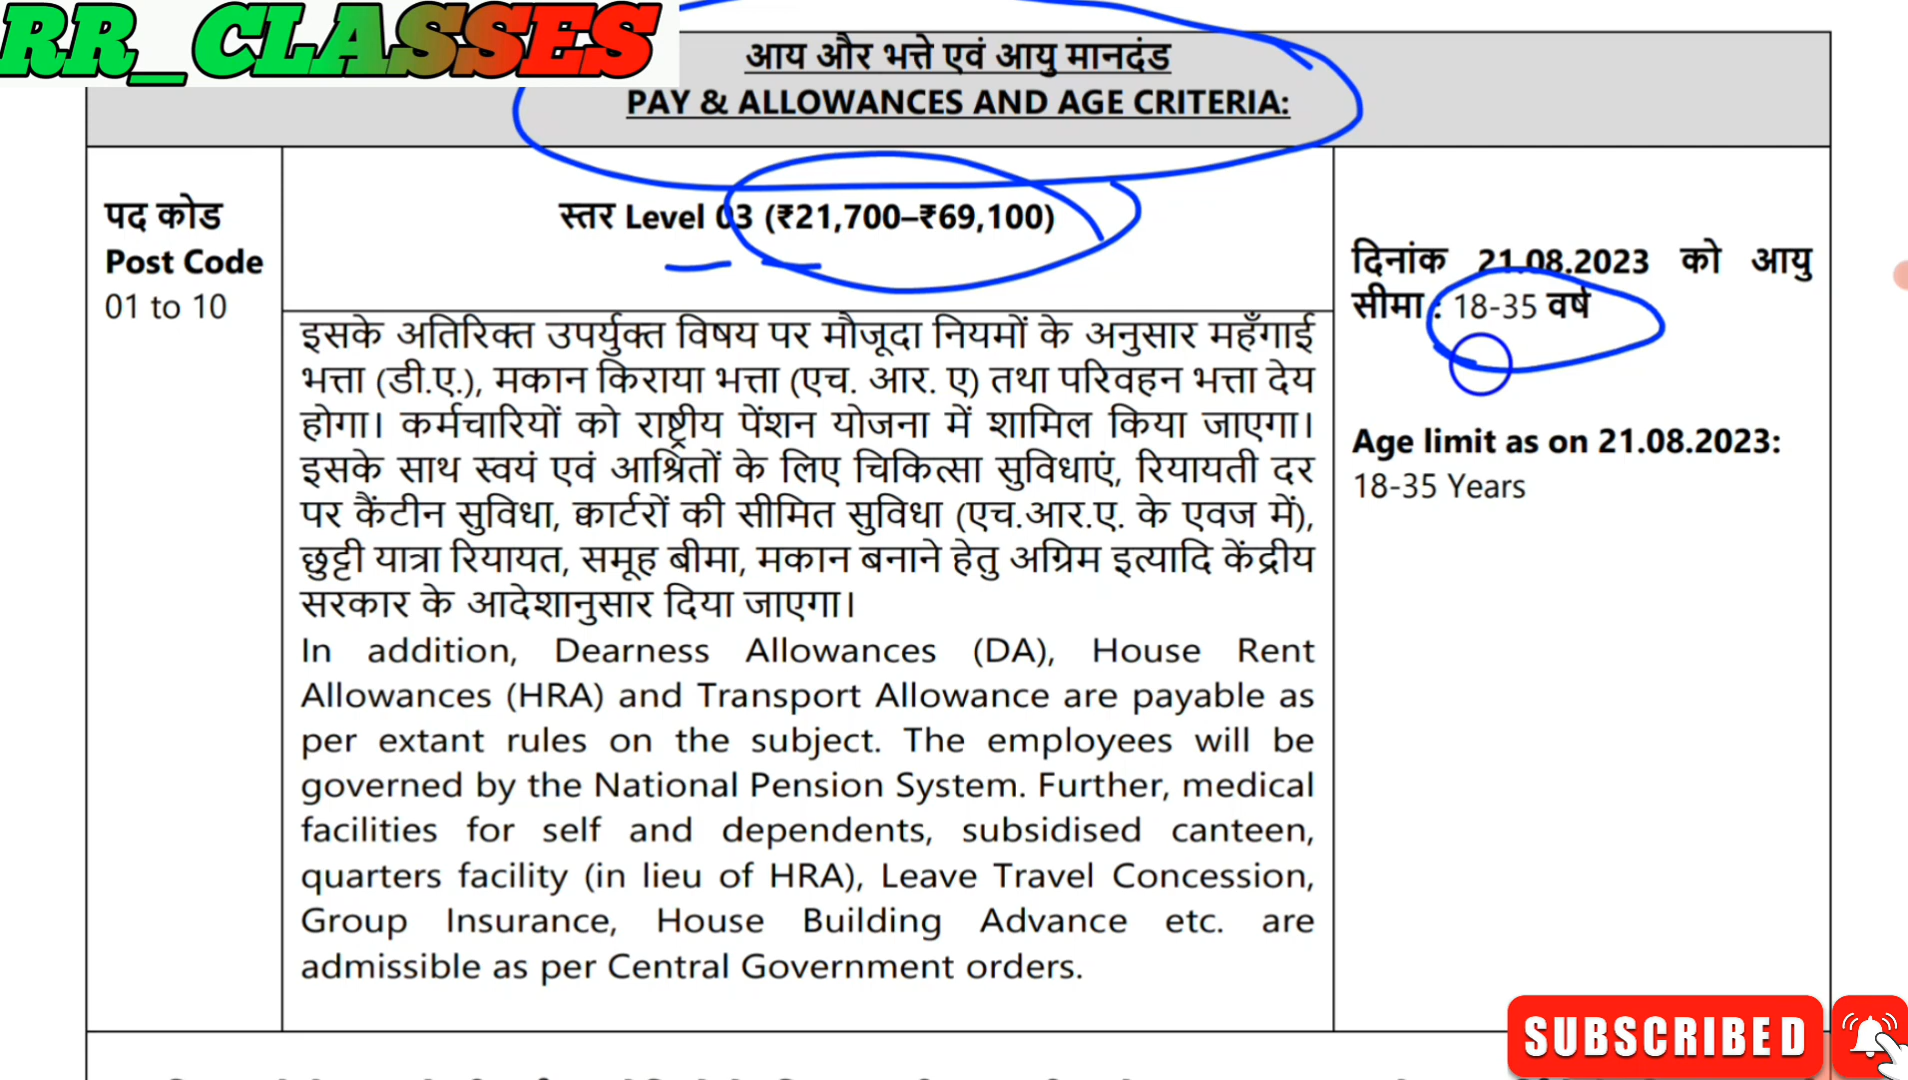 RR_CLASSES
आय और भत्ते एवं आयु मानदंड
PAY & ALLOWANCES AND AGE CRITERIA:
पद कोड
Post Code
01 to 10
स्तर Level 03 (₹21,700–₹69,100)
इसके अतिरिक्त उपर्युक्त विषय पर मौजूदा नियमों के अनुसार महँगाई
भत्ता (डी.ए.), मकान किराया भत्ता (एच. आर. ए) तथा परिवहन भत्ता देय
होगा। कर्मचारियों को राष्ट्रीय पेंशन योजना में शामिल किया जाएगा।
इसके साथ स्वयं एवं आश्रितों के लिए चिकित्सा सुविधाएं, रियायती दर
पर कैंटीन सुविधा, क्वार्टरों की सीमित सुविधा (एच.आर.ए. के एवज में),
छुट्टी यात्रा रियायत, समूह बीमा, मकान बनाने हेतु अग्रिम इत्यादि केंद्रीय
सरकार के आदेशानुसार दिया जाएगा।
In addition, Dearness Allowances (DA), House Rent
Allowances (HRA) and Transport Allowance are payable as
per extant rules on the subject. The employees will be
governed by the National Pension System. Further, medical
facilities for self and dependents, subsidised canteen,
quarters facility (in lieu of HRA), Leave Travel Concession,
Group Insurance, House Building Advance etc. are
admissible as per Central Government orders.
दिनांक 21.08.2023 को आयु
सीमा : 18-35 वर्ष
Age limit as on 21.08.2023:
18-35 Years
SUBSCRIBED